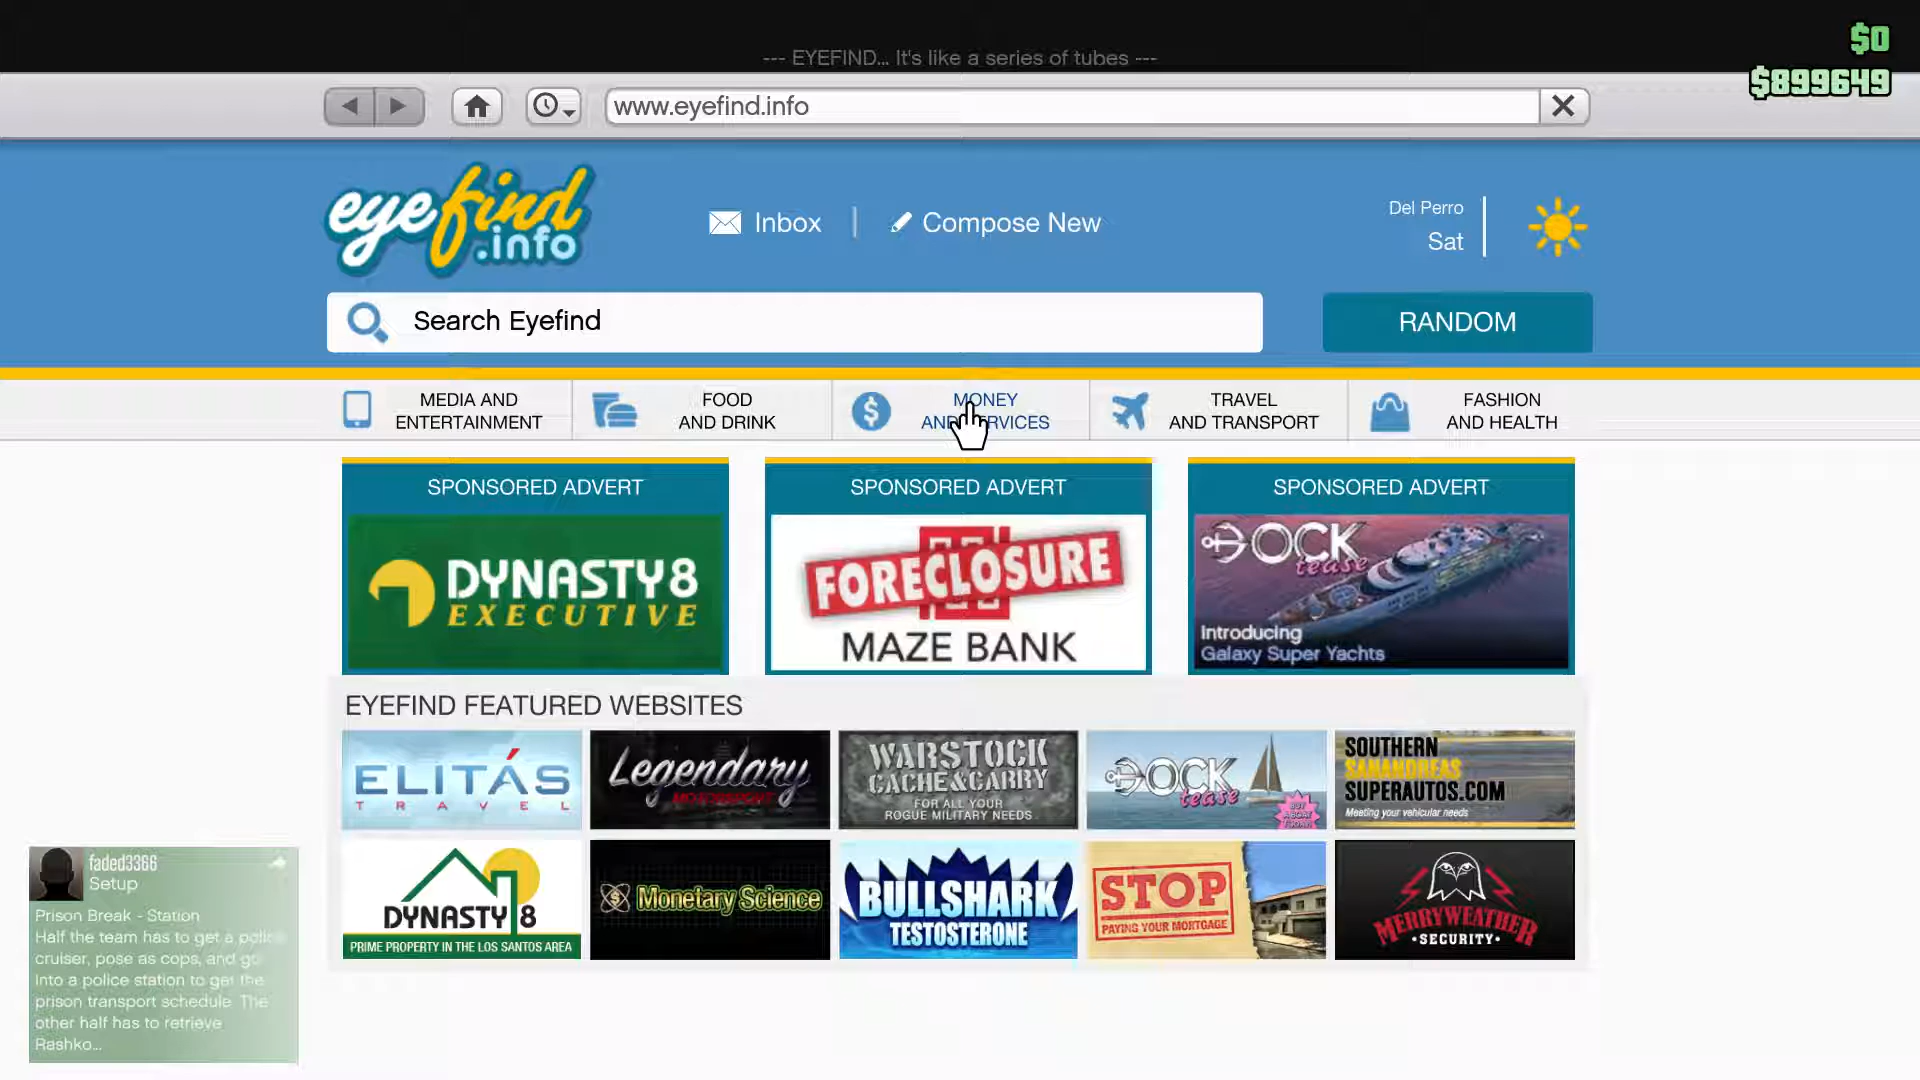 --- EYEFIND... It's like a series of tubes ---
$0
$899649
www.eyefind.info
eyefind
.info
Inbox
Compose New
Del Perro
Sat
Search Eyefind
RANDOM
MEDIA AND
ENTERTAINMENT
FOOD
AND DRINK
MONEY
AND SERVICES
TRAVEL
AND TRANSPORT
FASHION
AND HEALTH
SPONSORED ADVERT
DYNASTY 8
EXECUTIVE
SPONSORED ADVERT
FORECLOSURE
MAZE BANK
SPONSORED ADVERT
DOCK
tease
Introducing
Galaxy Super Yachts
EYEFIND FEATURED WEBSITES
ELITÁS
TRAVEL
Legendary
MOTORSPORT
WARSTOCK
CACHE & CARRY
FOR ALL YOUR
ROGUE MILITARY NEEDS
DOCK
tease
SOUTHERN
SANANDREAS
SUPERAUTOS.COM
Meeting your vehicular needs
DYNASTY 8
PRIME PROPERTY IN THE LOS SANTOS AREA
Monetary Science
BULLSHARK
TESTOSTERONE
STOP
PAYING YOUR MORTGAGE
MERRYWEATHER
•SECURITY•
faded3366
Setup
Prison Break - Station
Half the team has to get a police
cruiser, pose as cops, and go
into a police station to get the
prison transport schedule. The
other half has to retrieve
Rashko...